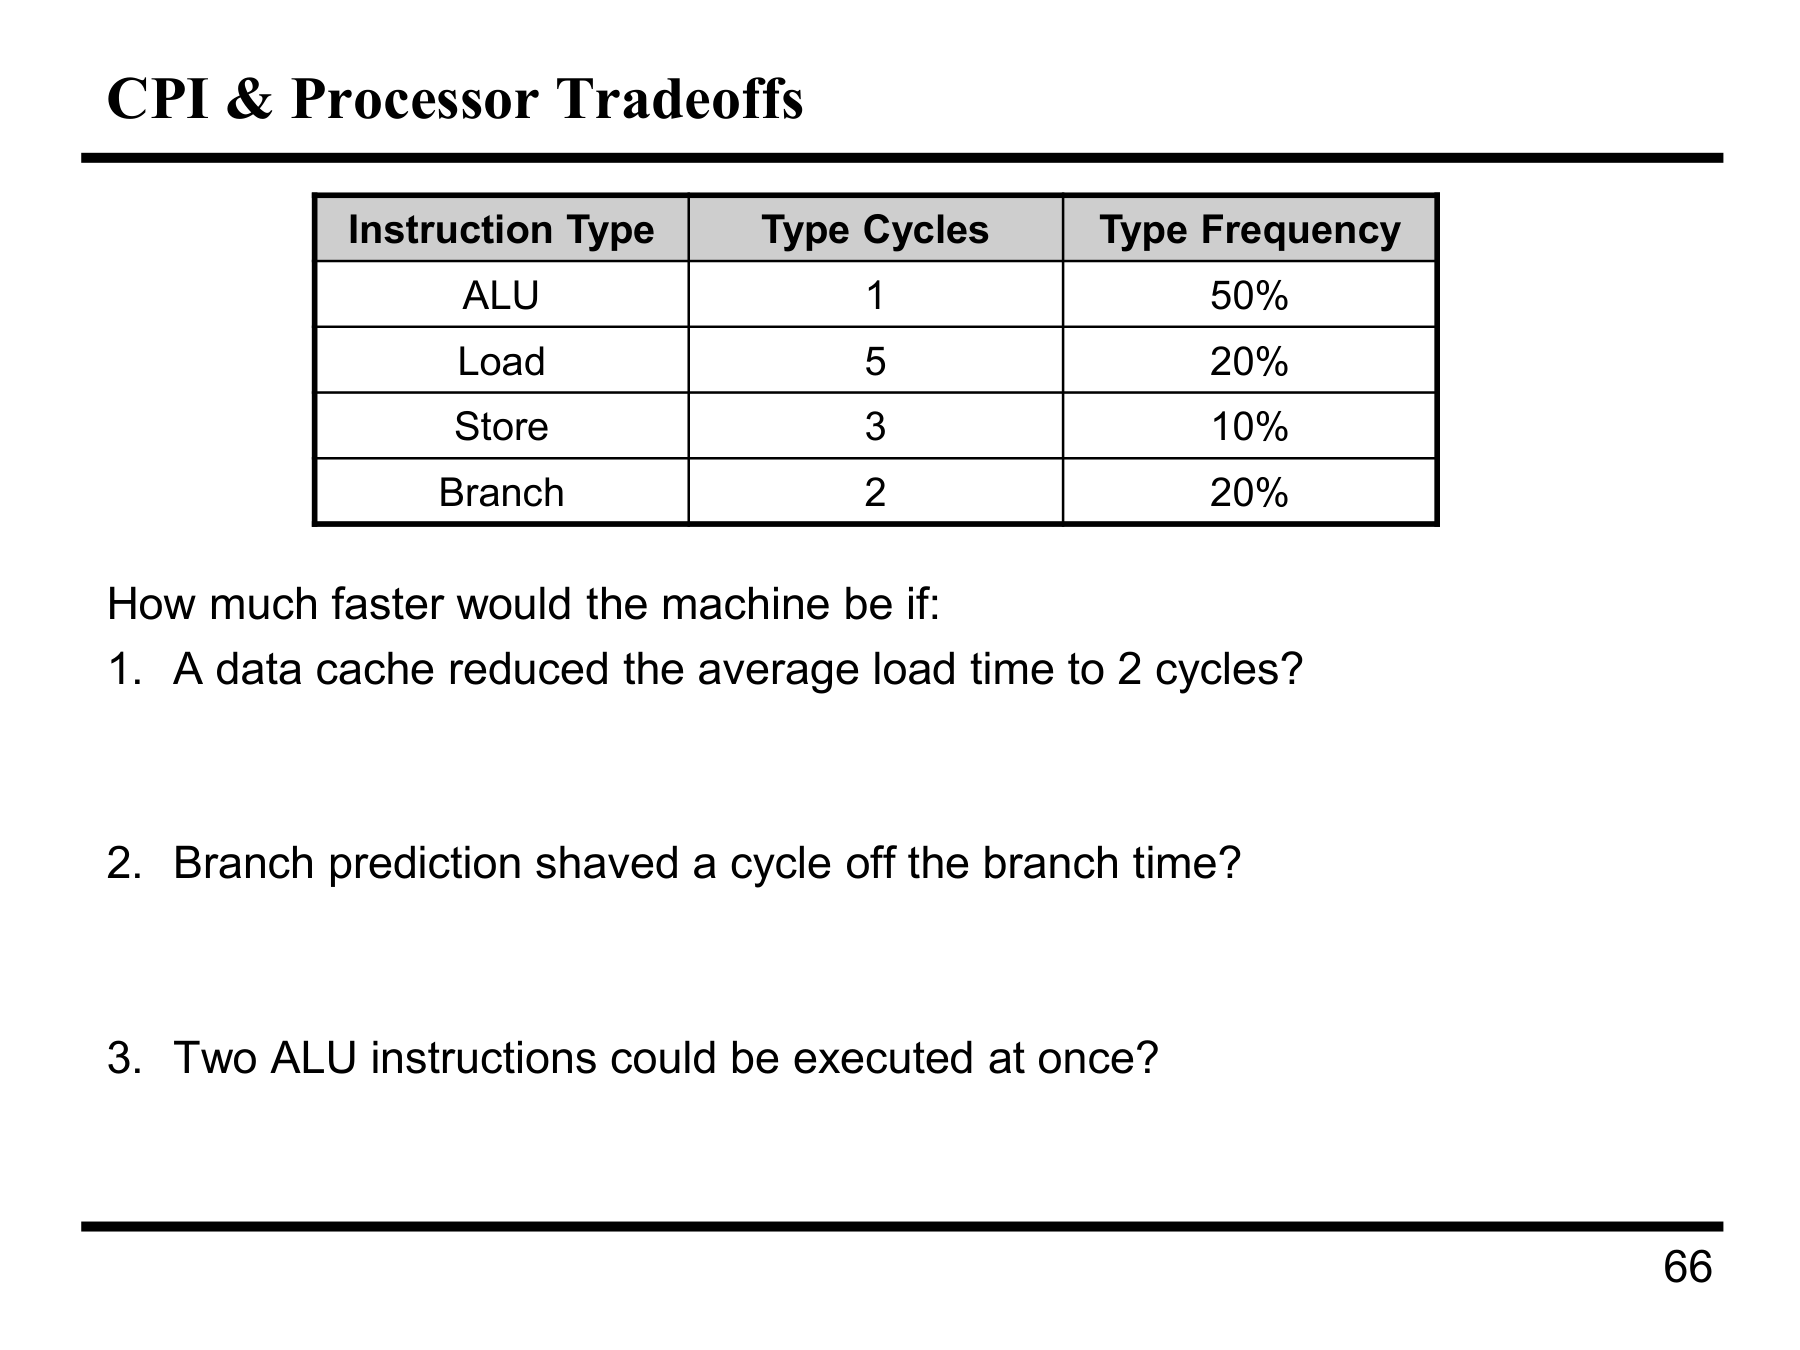 CPI & Processor Tradeoffs
Instruction Type Type Cycles Type Frequency
ALU 1 50%
Load 5 20%
Store 3 10%
Branch 2 20%
How much faster would the machine be if:
1. A data cache reduced the average load time to 2 cycles?
2. Branch prediction shaved a cycle off the branch time?
3. Two ALU instructions could be executed at once?
66